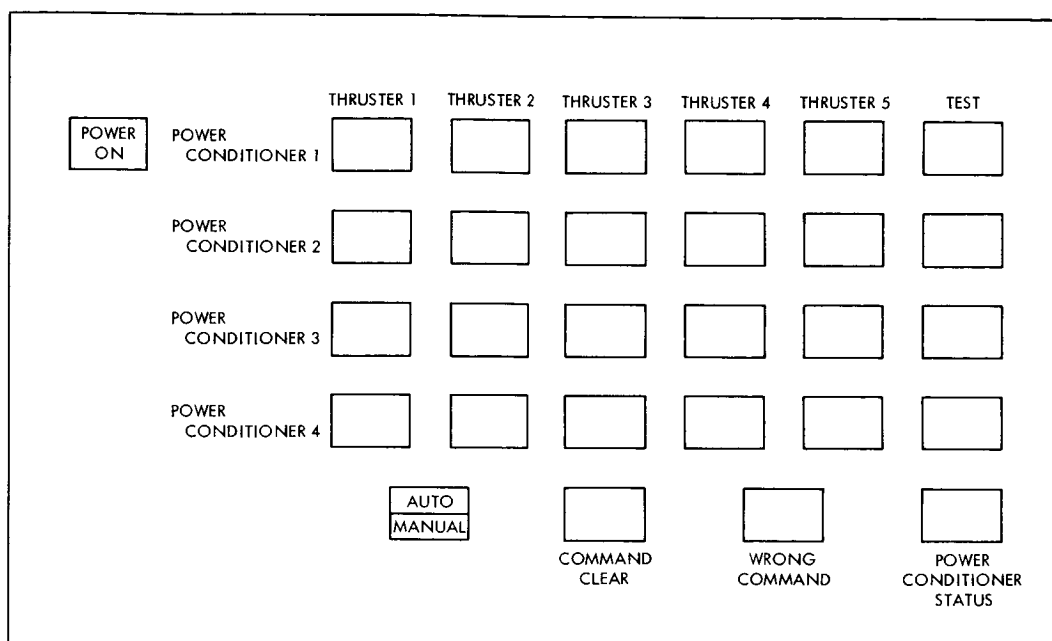 THRUSTER 1 THRUSTER 2 THRUSTER 3 THRUSTER 4 THRUSTER 5 TEST
POWER
ON
POWER
CONDITIONER 1
POWER
CONDITIONER 2
POWER
CONDITIONER 3
POWER
CONDITIONER 4
AUTO
MANUAL
COMMAND
CLEAR
WRONG
COMMAND
POWER
CONDITIONER
STATUS